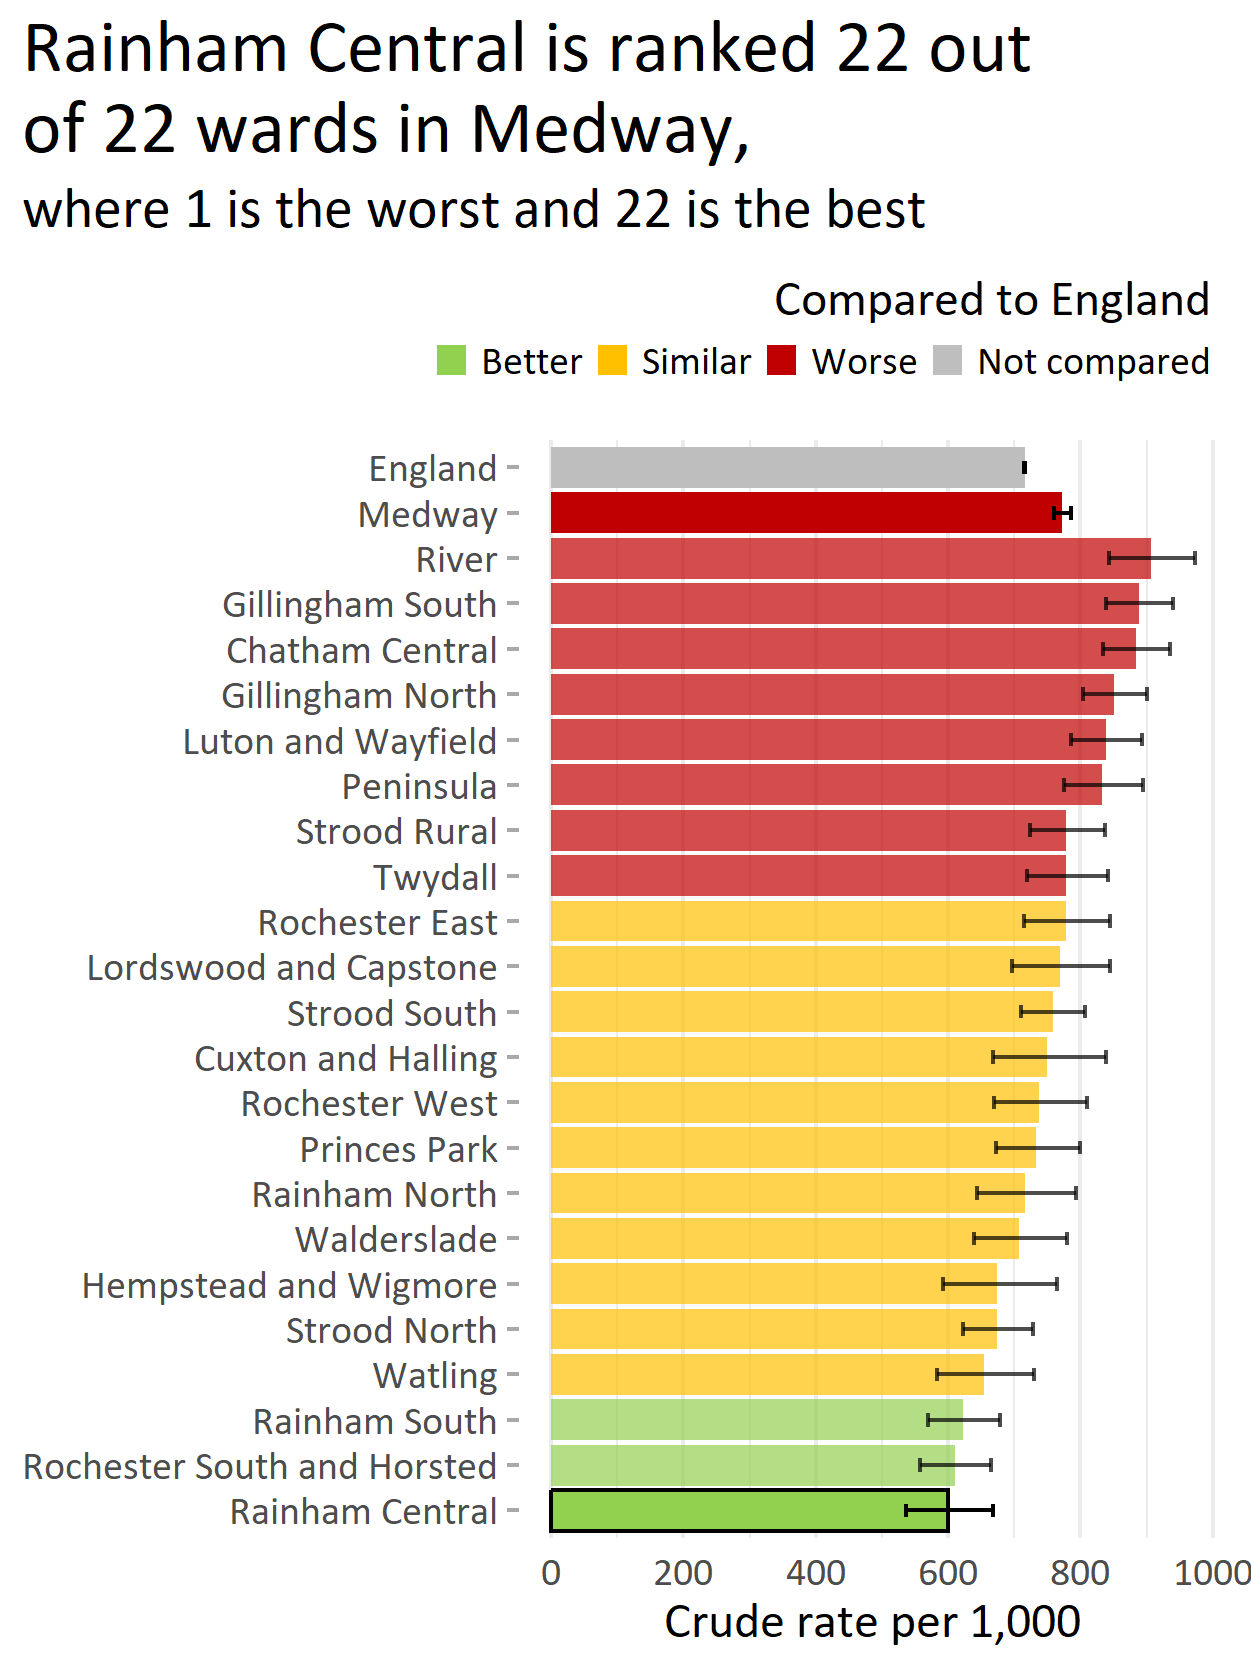 Rainham Central is ranked 22 out
of 22 wards in Medway,
where 1 is the worst and 22 is the best
Compared to England
Better Similar Worse Not compared
England
Medway
River
Gillingham South
Chatham Central
Gillingham North
Luton and Wayfield
Peninsula
Strood Rural
Twydall
Rochester East
Lordswood and Capstone
Strood South
Cuxton and Halling
Rochester West
Princes Park
Rainham North
Walderslade
Hempstead and Wigmore
Strood North
Watling
Rainham South
Rochester South and Horsted
Rainham Central
0 200 400 600 800 1000
Crude rate per 1,000